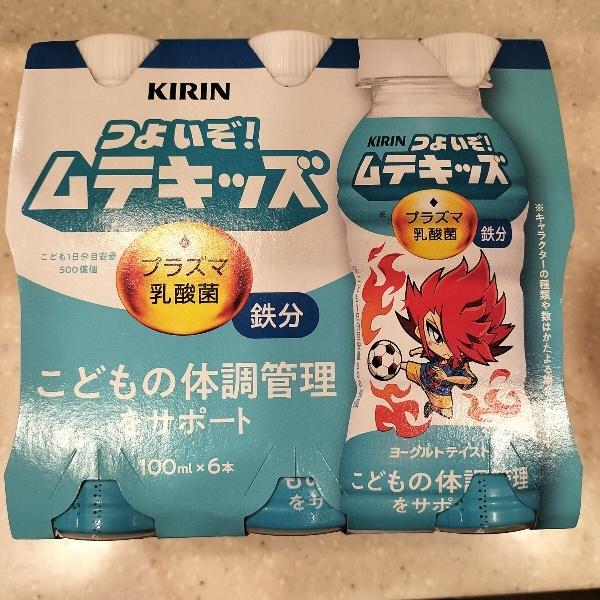 KIRIN
つよいぞ!
ムテキッズ
こども1日分目安量
500億個
プラズマ
乳酸菌
鉄分
こどもの体調管理
をサポート
100ml×6本
KIRIN つよいぞ!
ムテキッズ
※
プラズマ
乳酸菌
鉄分
ヨーグルトテイスト
こどもの体調管理
をサポー
をサ
※キャラクターの種類や数はかたよる